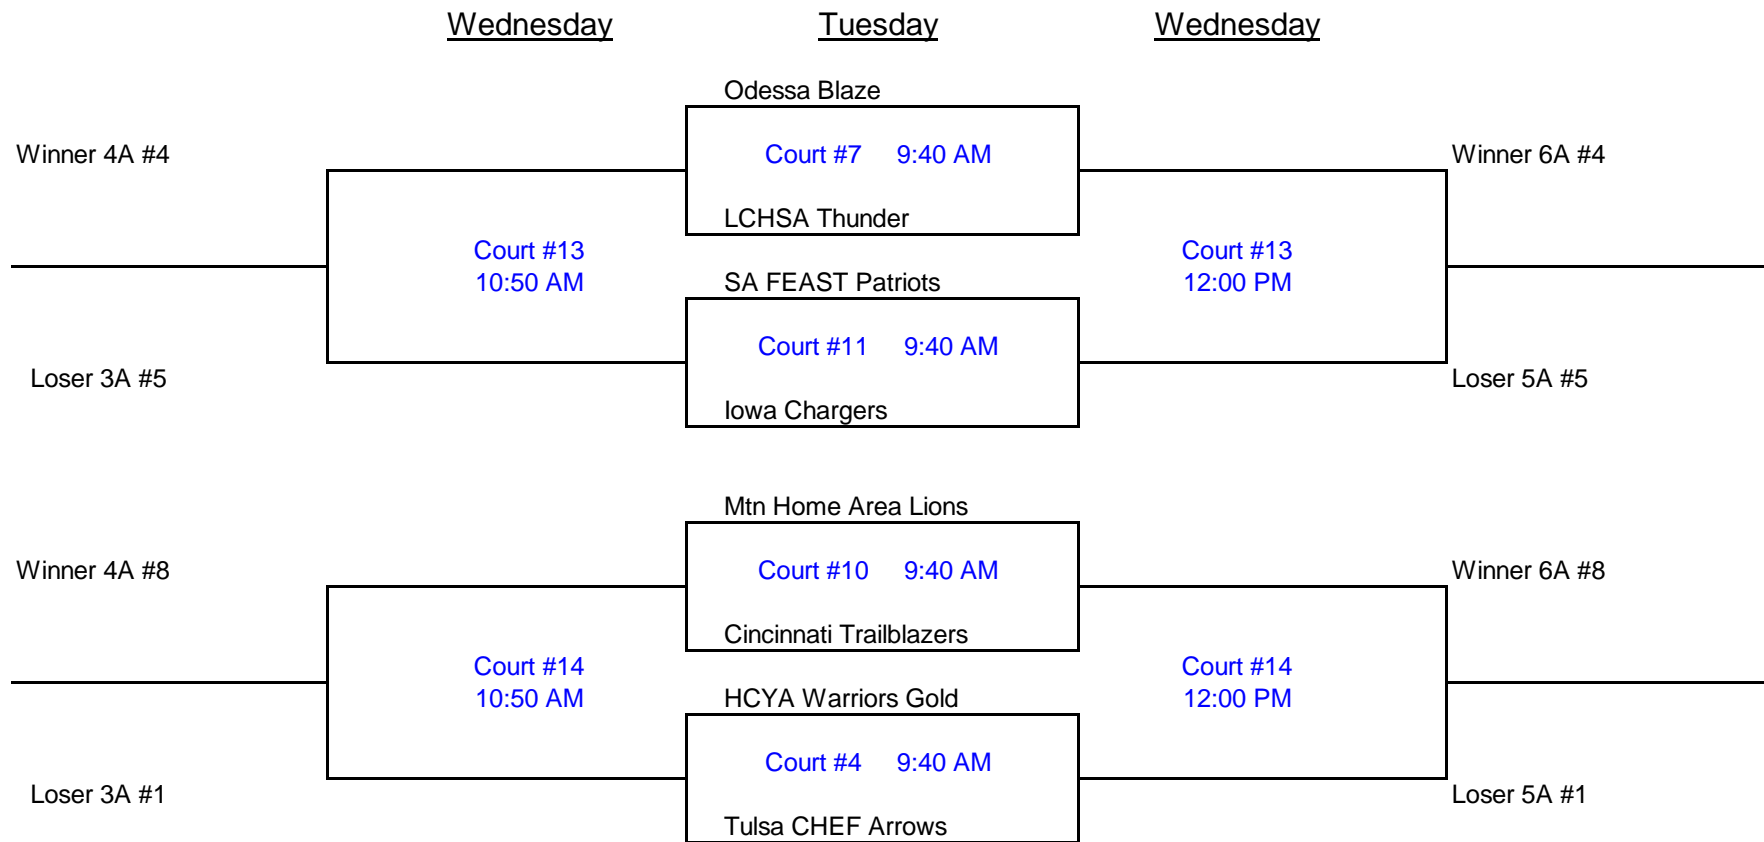 Wednesday Tuesday Wednesday
Odessa Blaze
Winner 4A #4 Court #7 9:40 AM Winner 6A #4
LCHSA Thunder
Court #13 Court #13
10:50 AM SA FEAST Patriots 12:00 PM
Court #11 9:40 AM
Loser 3A #5 Loser 5A #5
Iowa Chargers
Mtn Home Area Lions
Winner 4A #8 Court #10 9:40 AM Winner 6A #8
Cincinnati Trailblazers
Court #14 Court #14
10:50 AM HCYA Warriors Gold 12:00 PM
Court #4 9:40 AM
Loser 3A #1 Loser 5A #1
Tulsa CHEF Arrows